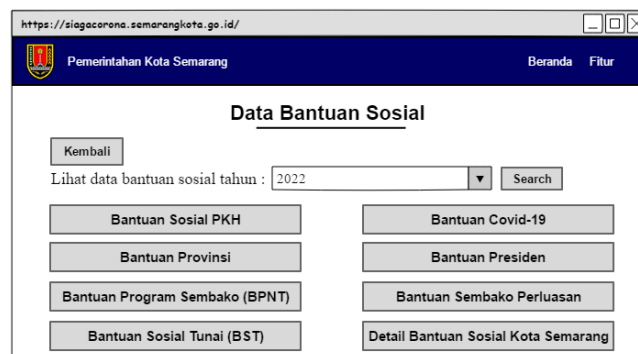 https://siagacorona.semarangkota.go.id/
Pemerintahan Kota Semarang
Beranda Fitur
Data Bantuan Sosial
Kembali
Lihat data bantuan sosial tahun : 2022 ▼ Search
Bantuan Sosial PKH Bantuan Covid-19
Bantuan Provinsi Bantuan Presiden
Bantuan Program Sembako (BPNT) Bantuan Sembako Perluasan
Bantuan Sosial Tunai (BST) Detail Bantuan Sosial Kota Semarang